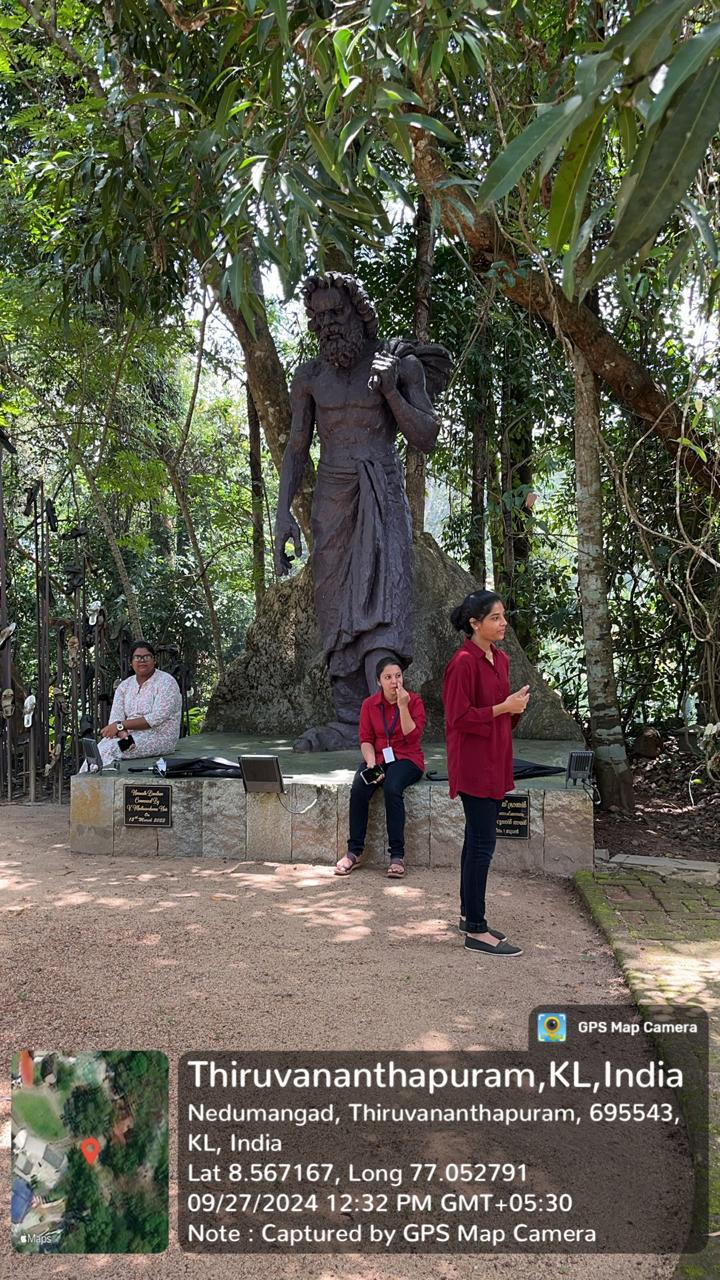 On
GPS Map Camera
Thiruvananthapuram,KL,India
Nedumangad, Thiruvananthapuram, 695543,
KL, India
Lat 8.567167, Long 77.052791
09/27/2024 12:32 PM GMT+05:30
Note : Captured by GPS Map Camera
Maps